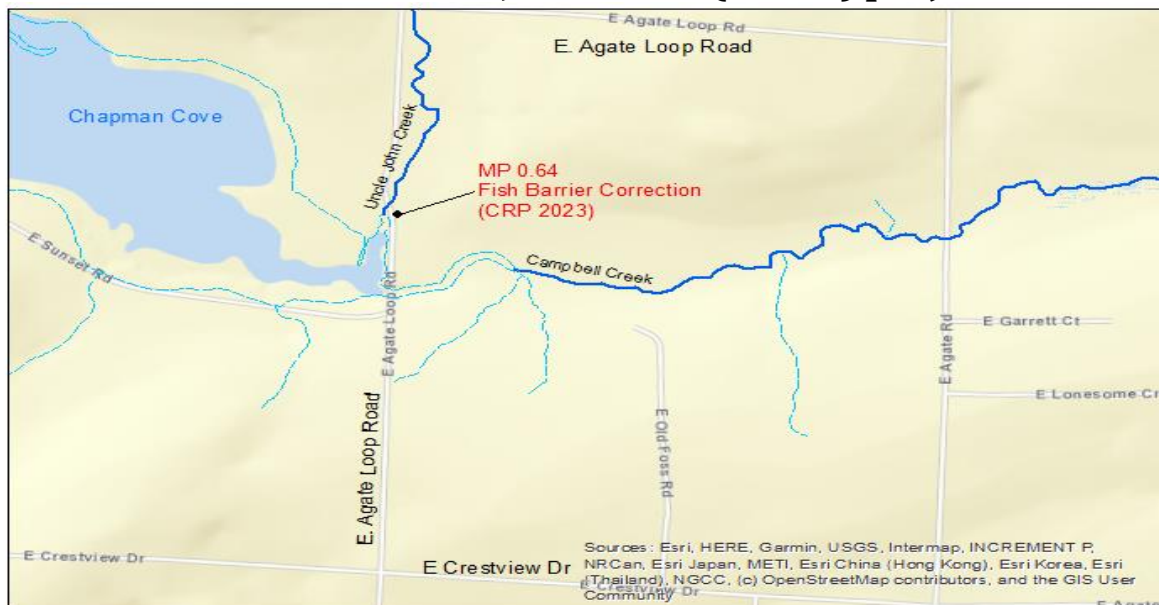 E Agate Loop Rd
E. Agate Loop Road
Chapman Cove
Uncle John Creek
MP 0.64
Fish Barrier Correction
(CRP 2023)
E Sunset Rd
Campbell Creek
E Agate Loop Rd
E Garrett Ct
E Agate Rd
E Lonesome Cr
E. Agate Loop Road
E Old Foss Rd
E Crestview Dr
E Crestview Dr
E Crestview Dr
Sources: Esri, HERE, Garmin, USGS, Intermap, INCREMENT P,
NRCan, Esri Japan, METI, Esri China (Hong Kong), Esri Korea, Esri
(Thailand), NGCC, (c) OpenStreetMap contributors, and the GIS User
Community
E Agate